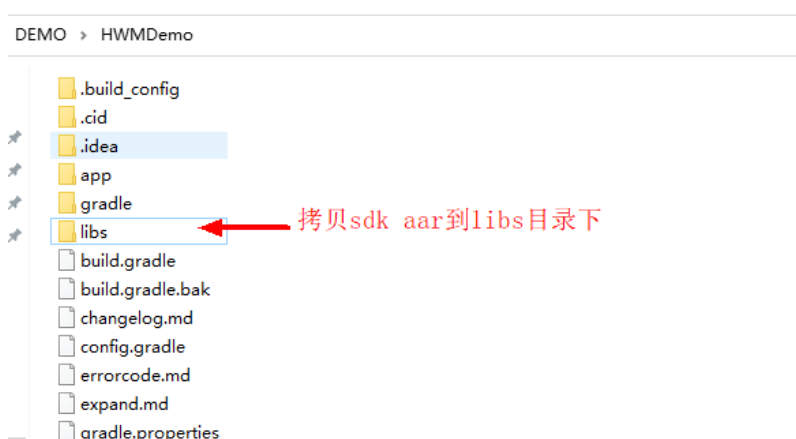 DEMO > HWMDemo
.build_config
.cid
.idea
app
gradle
libs
拷贝sdk aar到libs目录下
build.gradle
build.gradle.bak
changelog.md
config.gradle
errorcode.md
expand.md
gradle.properties